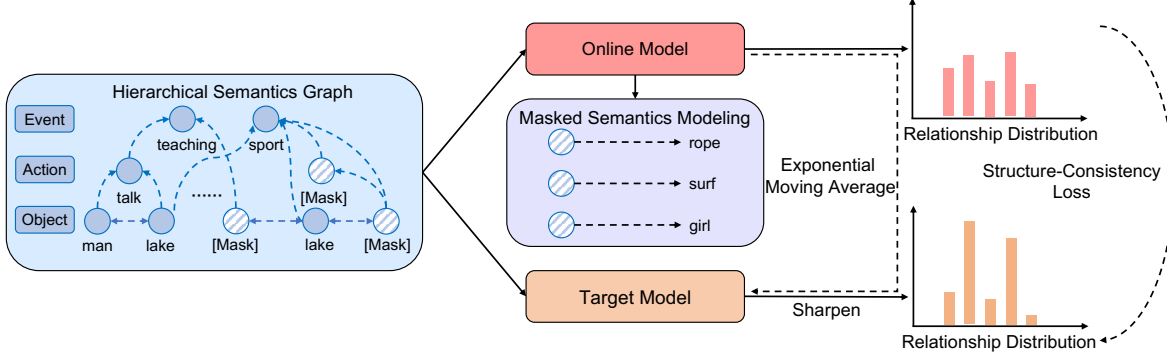 Hierarchical Semantics Graph
Event
teaching
sport
Action
talk
......
[Mask]
Object
man
lake
[Mask]
lake
[Mask]
Online Model
Masked Semantics Modeling
rope
surf
girl
Target Model
Exponential
Moving Average
Sharpen
Relationship Distribution
Structure-Consistency
Loss
Relationship Distribution